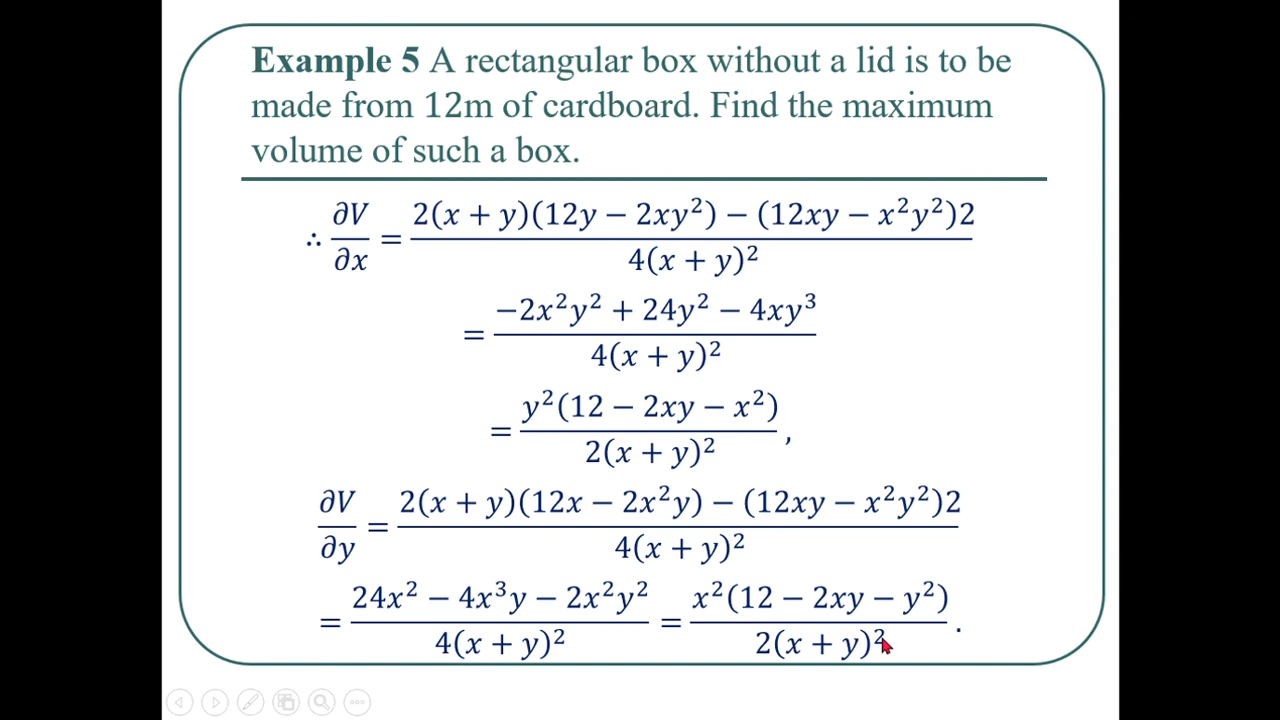 Example 5 A rectangular box without a lid is to be
made from 12m of cardboard. Find the maximum
volume of such a box.
∴ ∂V/∂x = (2(x + y)(12y − 2xy²) − (12xy − x²y²)2)/(4(x + y)²)
= (−2x²y² + 24y² − 4xy³)/(4(x + y)²)
= (y²(12 − 2xy − x²))/(2(x + y)²),
∂V/∂y = (2(x + y)(12x − 2x²y) − (12xy − x²y²)2)/(4(x + y)²)
= (24x² − 4x³y − 2x²y²)/(4(x + y)²) = (x²(12 − 2xy − y²))/(2(x + y)²).